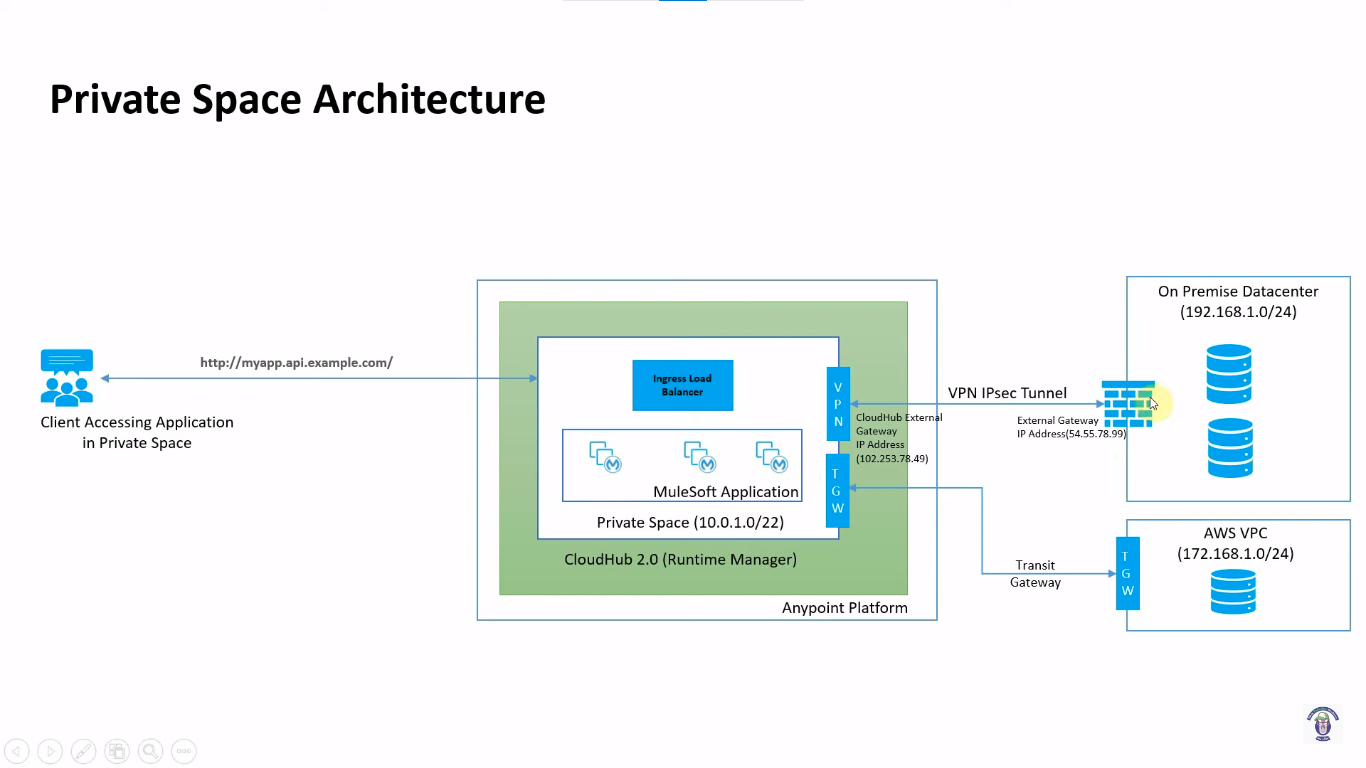 Private Space Architecture
http://myapp.api.example.com/
Client Accessing Application
in Private Space
Ingress Load
Balancer
MuleSoft Application
Private Space (10.0.1.0/22)
CloudHub 2.0 (Runtime Manager)
Anypoint Platform
VPN
TGW
VPN IPsec Tunnel
CloudHub External
Gateway
IP Address
(102.253.78.49)
External Gateway
IP Address(54.55.78.99)
On Premise Datacenter
(192.168.1.0/24)
Transit
Gateway
TGW
AWS VPC
(172.168.1.0/24)